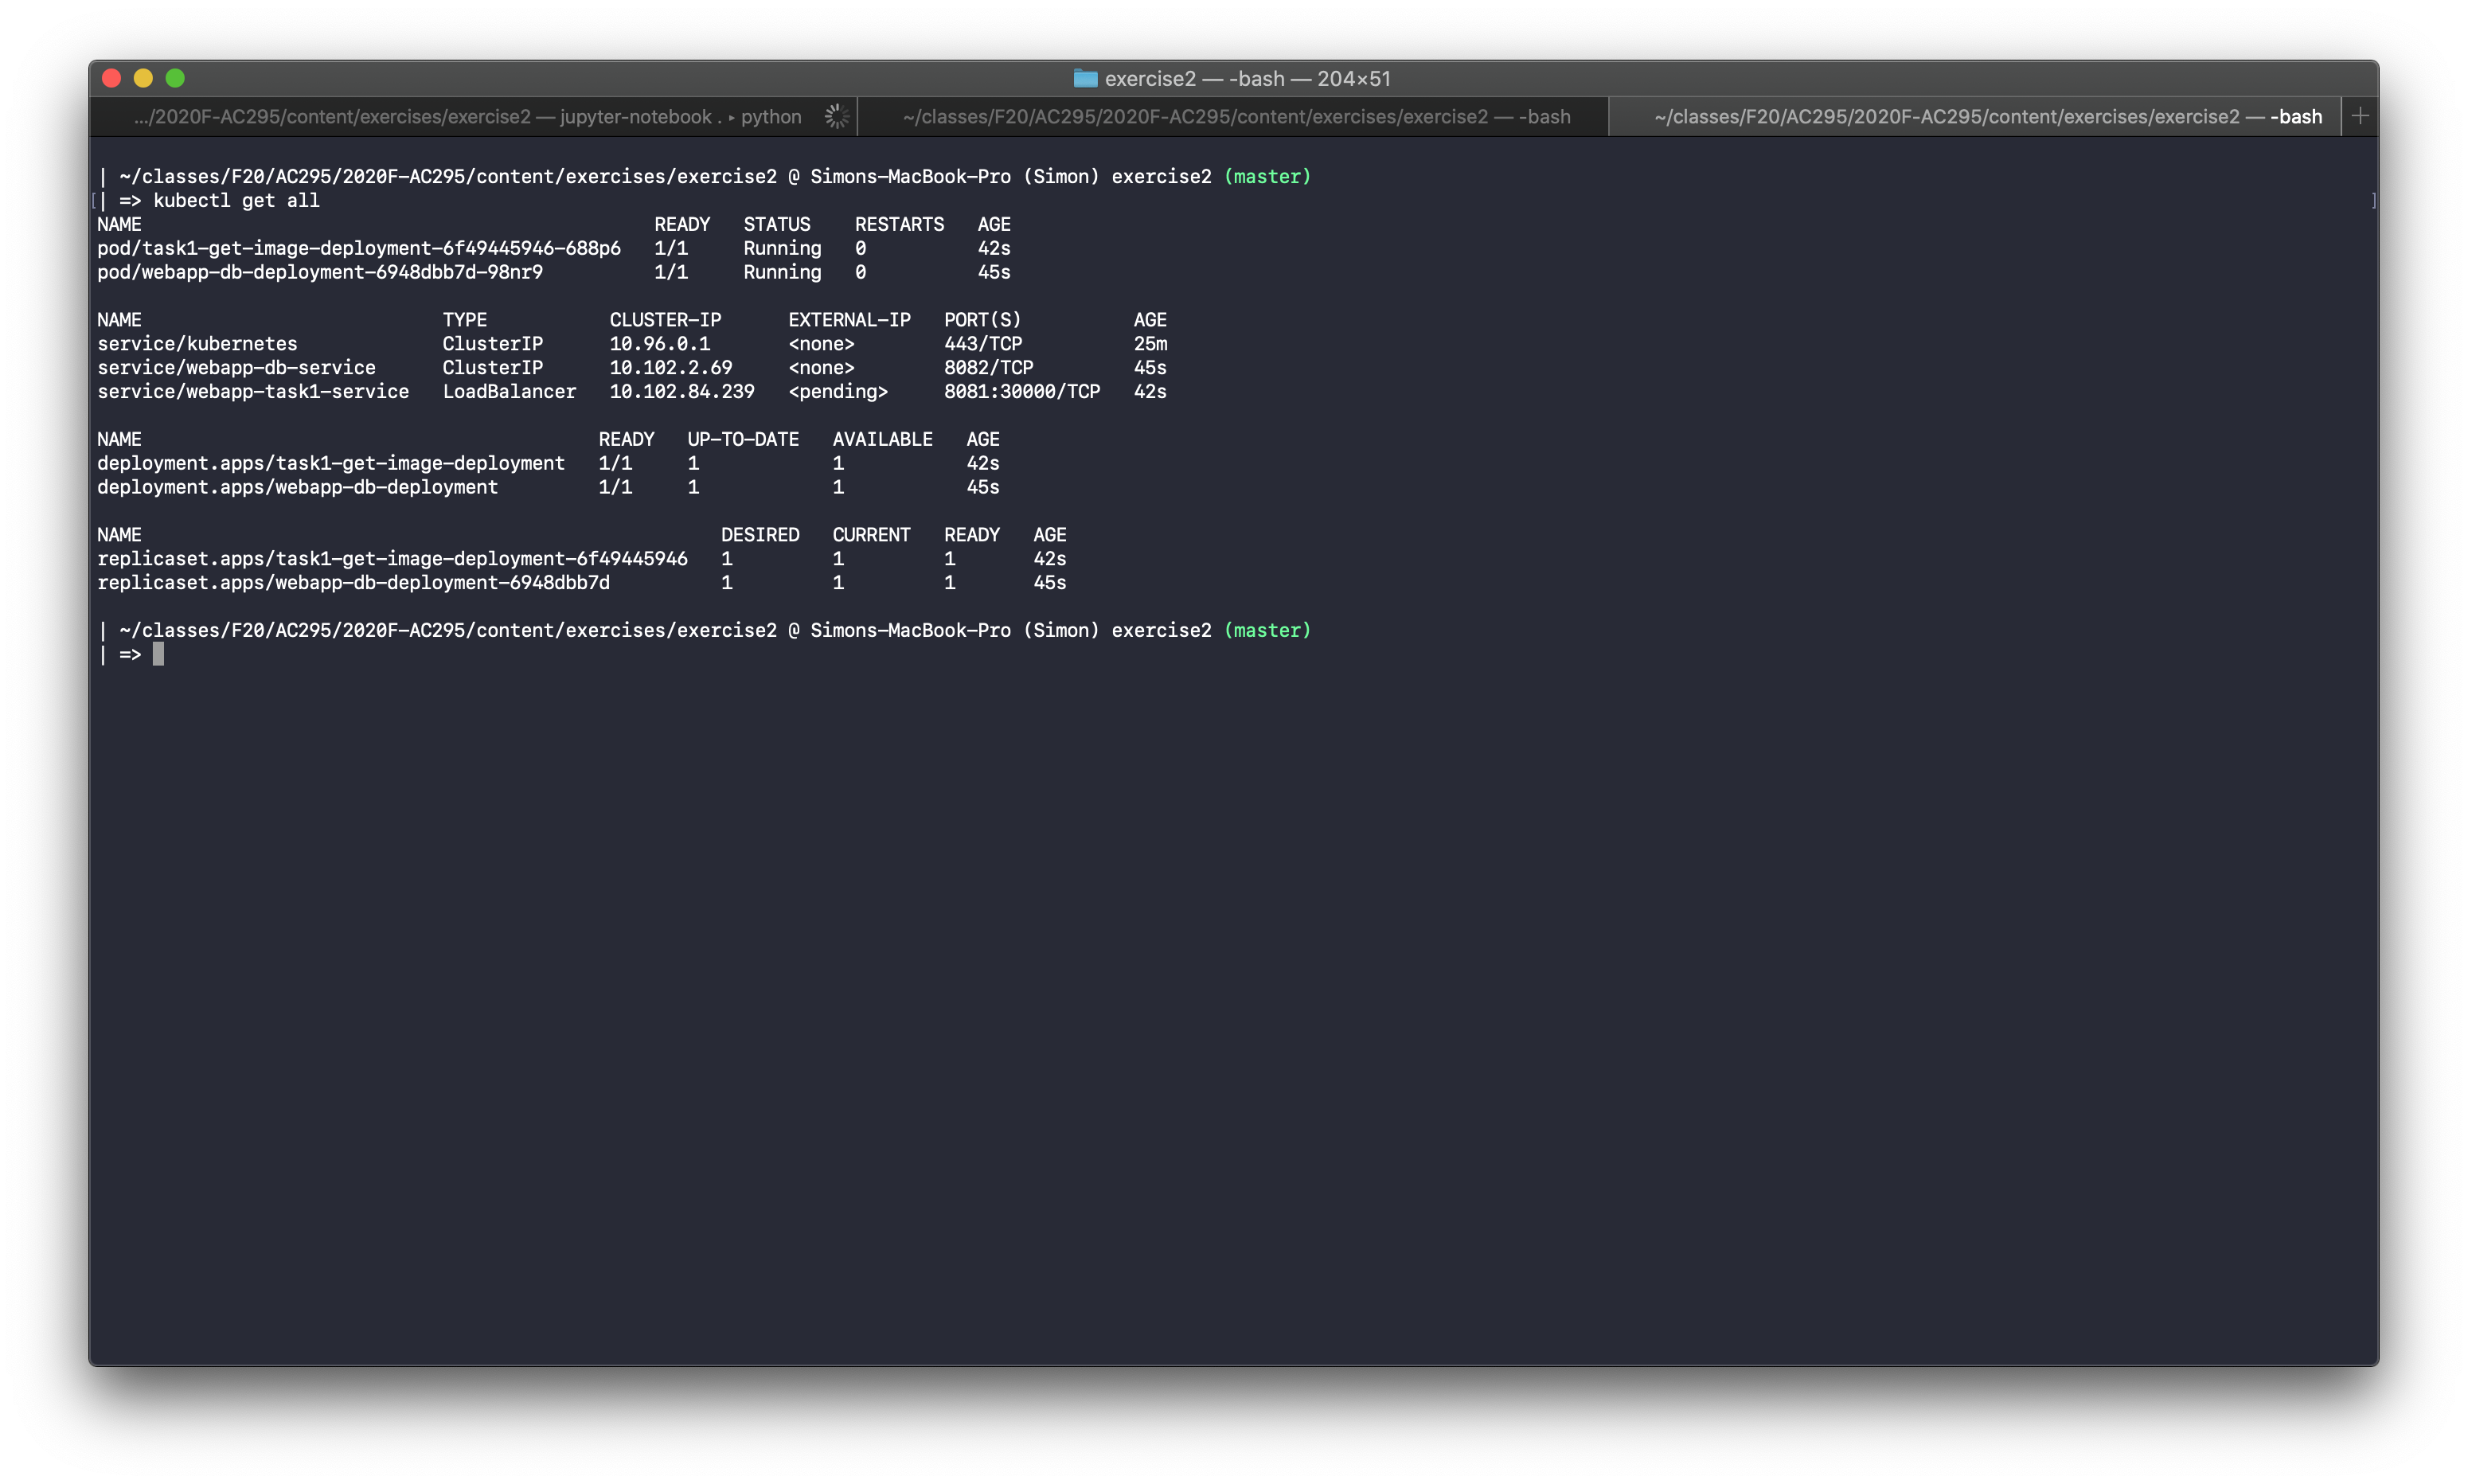 exercise2 — -bash — 204×51
.../2020F-AC295/content/exercises/exercise2 — jupyter-notebook . ▸ python
~/classes/F20/AC295/2020F-AC295/content/exercises/exercise2 — -bash
~/classes/F20/AC295/2020F-AC295/content/exercises/exercise2 — -bash
| ~/classes/F20/AC295/2020F-AC295/content/exercises/exercise2 @ Simons-MacBook-Pro (Simon) exercise2 (master)
[| => kubectl get all ]
NAME READY STATUS RESTARTS AGE
pod/task1-get-image-deployment-6f49445946-688p6 1/1 Running 0 42s
pod/webapp-db-deployment-6948dbb7d-98nr9 1/1 Running 0 45s
NAME TYPE CLUSTER-IP EXTERNAL-IP PORT(S) AGE
service/kubernetes ClusterIP 10.96.0.1 <none> 443/TCP 25m
service/webapp-db-service ClusterIP 10.102.2.69 <none> 8082/TCP 45s
service/webapp-task1-service LoadBalancer 10.102.84.239 <pending> 8081:30000/TCP 42s
NAME READY UP-TO-DATE AVAILABLE AGE
deployment.apps/task1-get-image-deployment 1/1 1 1 42s
deployment.apps/webapp-db-deployment 1/1 1 1 45s
NAME DESIRED CURRENT READY AGE
replicaset.apps/task1-get-image-deployment-6f49445946 1 1 1 42s
replicaset.apps/webapp-db-deployment-6948dbb7d 1 1 1 45s
| ~/classes/F20/AC295/2020F-AC295/content/exercises/exercise2 @ Simons-MacBook-Pro (Simon) exercise2 (master)
| =>